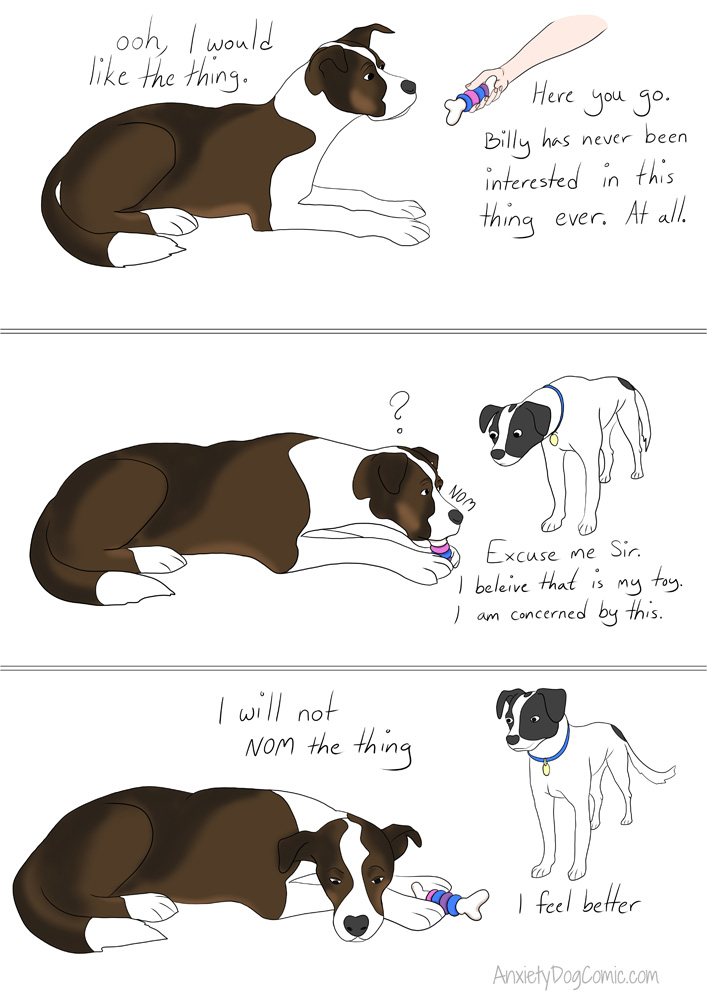 ooh, I would
like the thing.
Here you go.
Billy has never been
interested in this
thing ever. At all.
?
NOM
Excuse me Sir.
I beleive that is my toy.
I am concerned by this.
I will not
NOM the thing
I feel better
AnxietyDogComic.com